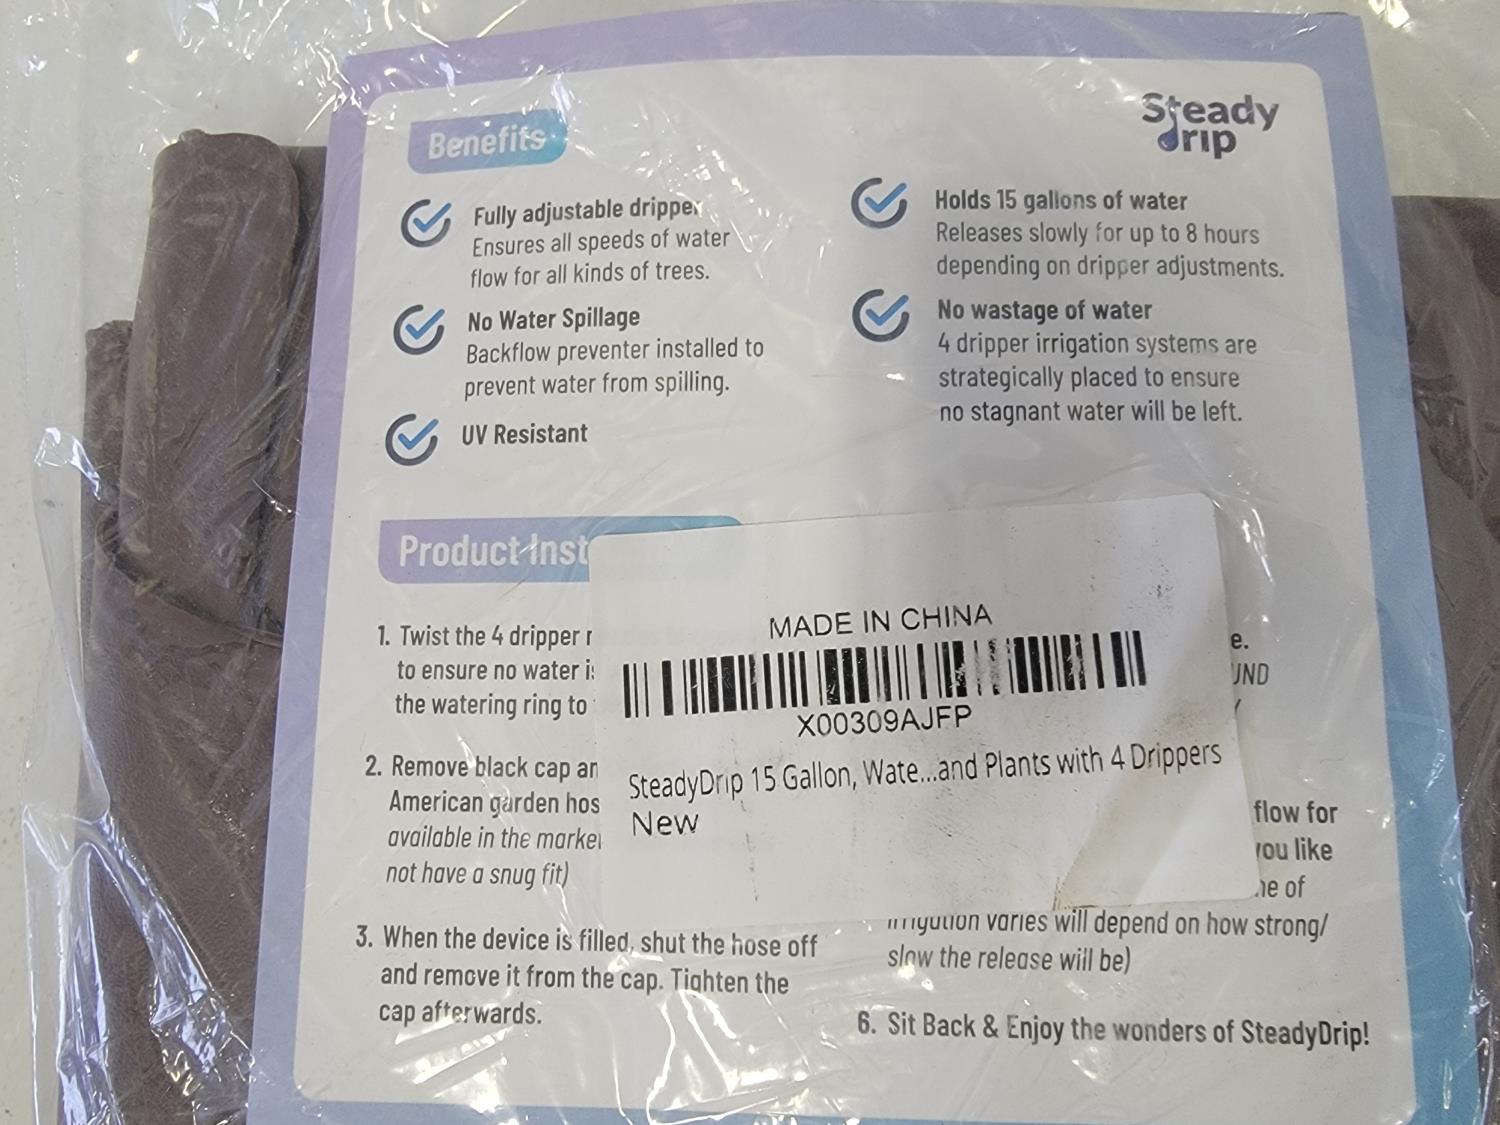 Steady
Drip
Benefits
Fully adjustable dripper
Ensures all speeds of water
flow for all kinds of trees.
No Water Spillage
Backflow preventer installed to
prevent water from spilling.
UV Resistant
Holds 15 gallons of water
Releases slowly for up to 8 hours
depending on dripper adjustments.
No wastage of water
4 dripper irrigation systems are
strategically placed to ensure
no stagnant water will be left.
Product Inst
1. Twist the 4 dripper
to ensure no water
the watering ring to
2. Remove black cap an
American garden hos
available in the marke
not have a snug fit)
3. When the device is filled, shut the hose off
and remove it from the cap. Tighten the
cap afterwards.
MADE IN CHINA
X00309AJFP
SteadyDrip 15 Gallon, Wate...and Plants with 4 Drippers
New
e.
UND
flow for
you like
of
varies will depend on how strong/
slow the release will be)
6. Sit Back & Enjoy the wonders of SteadyDrip!